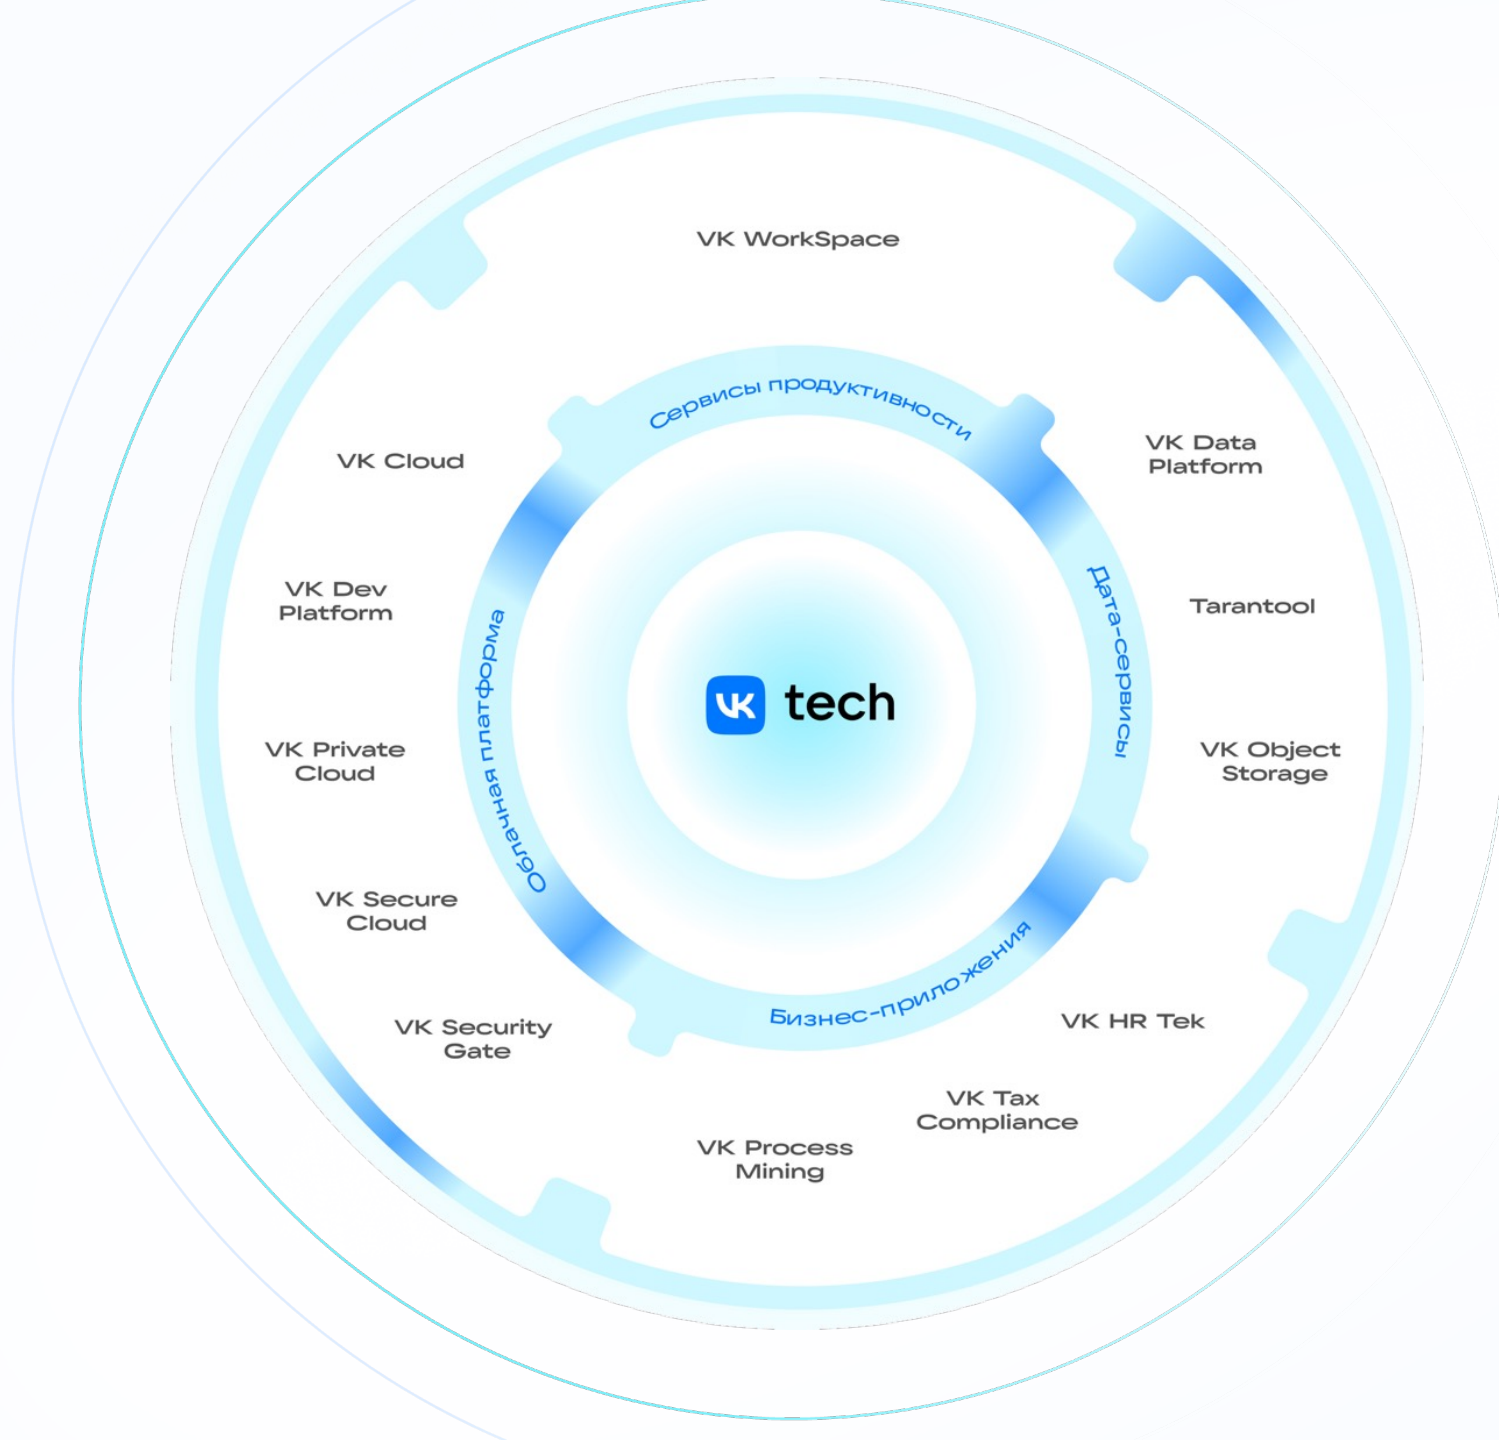 VK WorkSpace
Сервисы продуктивности
VK Cloud
VK Data
Platform
VK Dev
Platform
Облачная платформа
Дата-сервисы
Tarantool
VK tech
VK Private
Cloud
VK Object
Storage
VK Secure
Cloud
VK Security
Gate
Бизнес-приложения
VK HR Tek
VK Tax
Compliance
VK Process
Mining